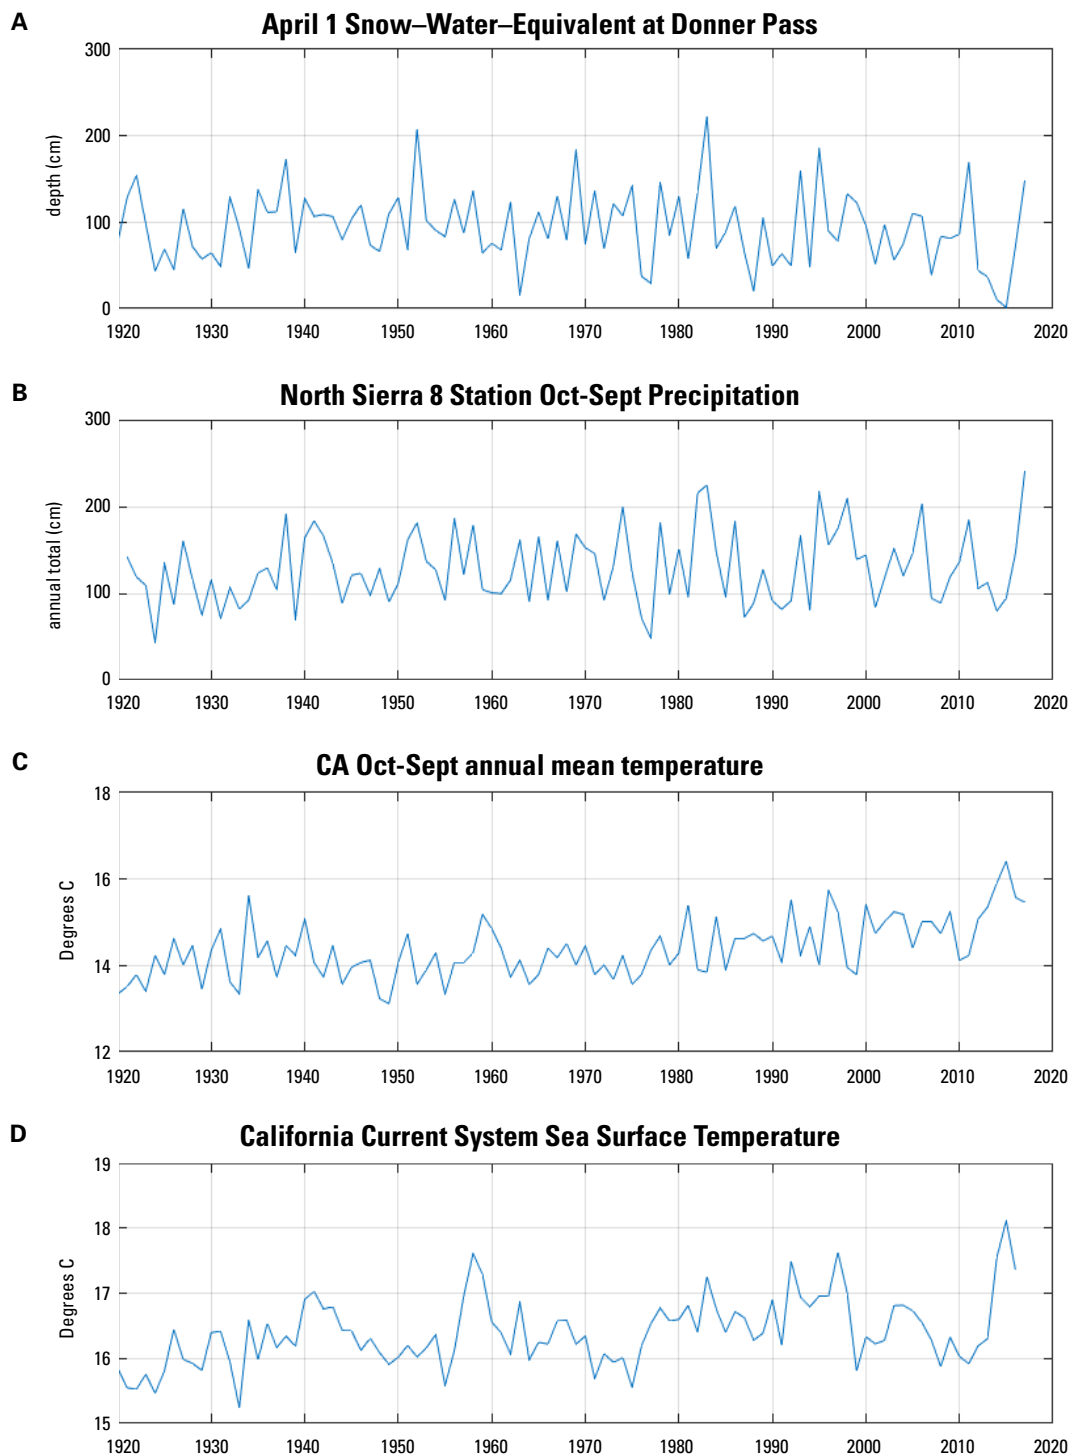 A
April 1 Snow–Water–Equivalent at Donner Pass
300
200
100
0
depth (cm)
1920 1930 1940 1950 1960 1970 1980 1990 2000 2010 2020
B
North Sierra 8 Station Oct-Sept Precipitation
300
200
100
0
annual total (cm)
1920 1930 1940 1950 1960 1970 1980 1990 2000 2010 2020
C
CA Oct-Sept annual mean temperature
18
16
14
12
Degrees C
1920 1930 1940 1950 1960 1970 1980 1990 2000 2010 2020
D
California Current System Sea Surface Temperature
19
18
17
16
15
Degrees C
1920 1930 1940 1950 1960 1970 1980 1990 2000 2010 2020